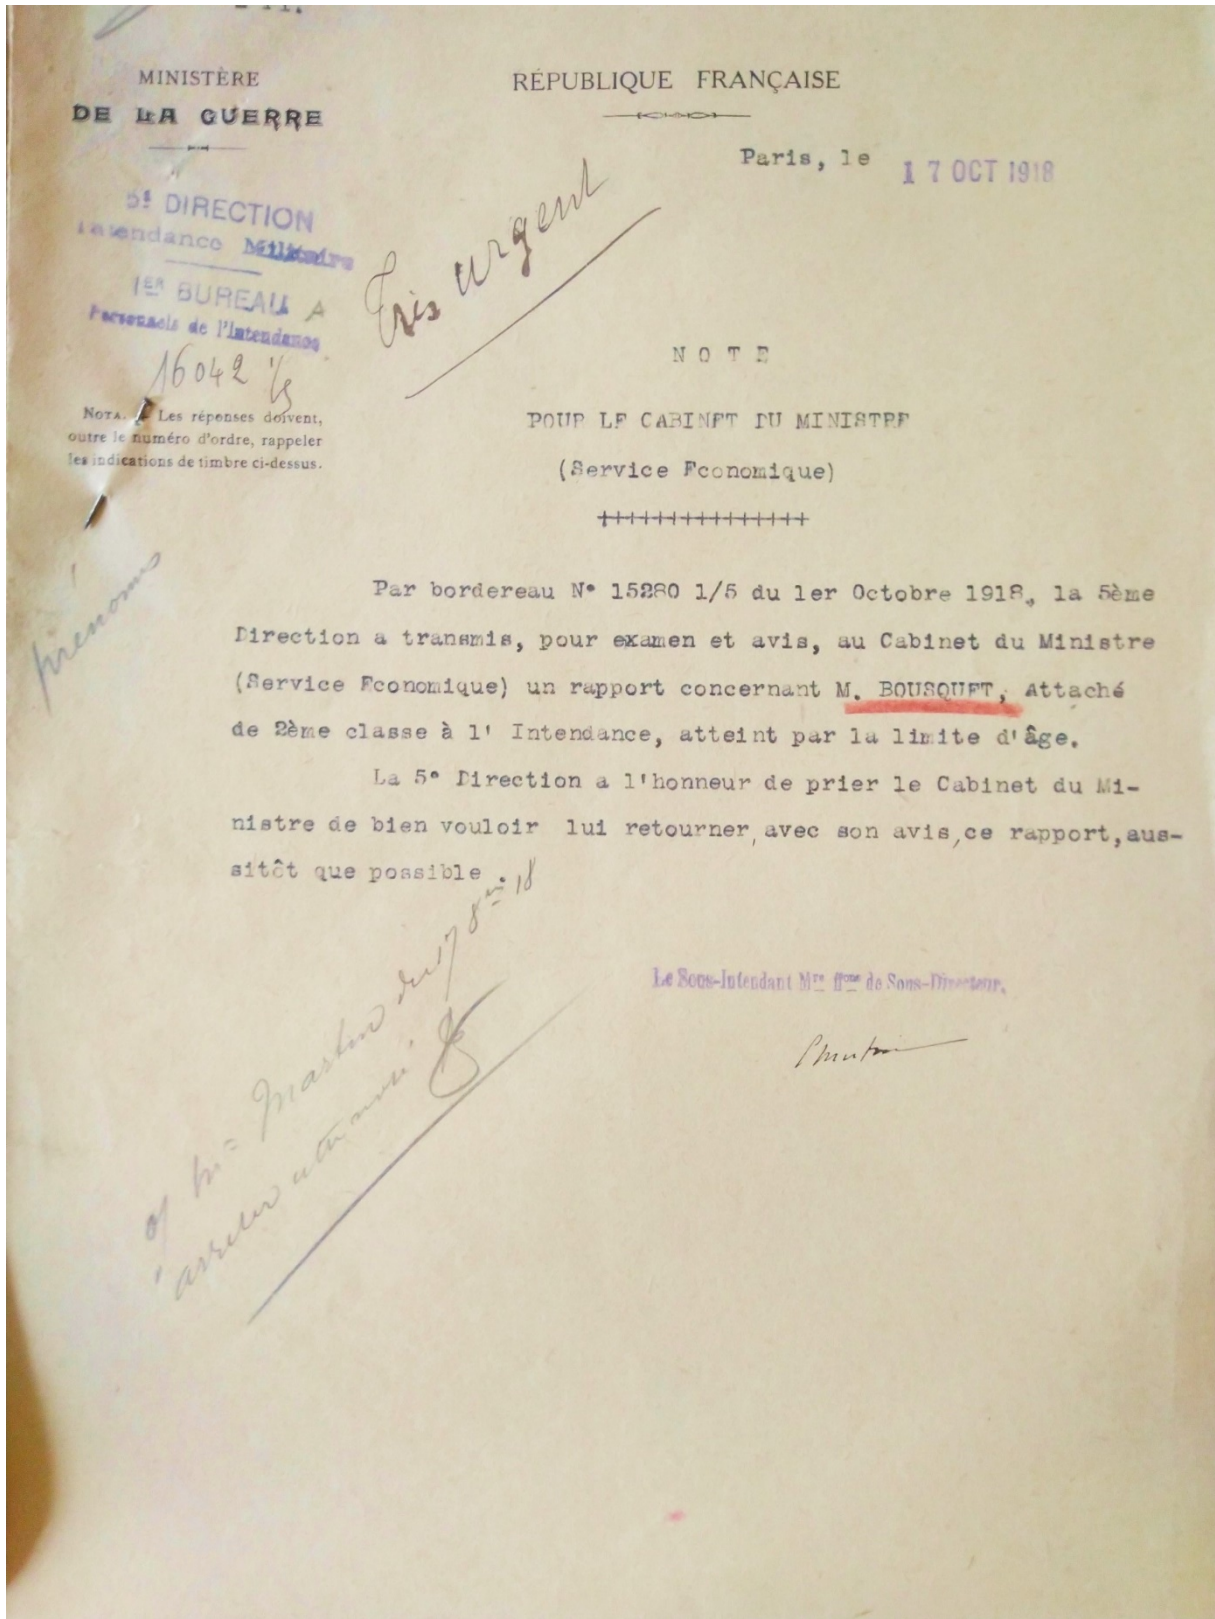 MINISTÈRE
DE LA GUERRE
RÉPUBLIQUE FRANÇAISE
Paris, le 17 OCT 1918
5e DIRECTION
Intendance Militaire
1ER BUREAU A
Personnels de l'Intendance
16042 1/5
Très urgent
NOTA. — Les réponses doivent,
outre le numéro d'ordre, rappeler
les indications de timbre ci-dessus.
NOTE
POUR LE CABINET DU MINISTRE
(Service Economique)
+++++++++++++++
prénoms
Par bordereau N° 15280 1/5 du 1er Octobre 1918, la 5ème
Direction a transmis, pour examen et avis, au Cabinet du Ministre
(Service Economique) un rapport concernant M. BOUSQUET, Attaché
de 2ème classe à l' Intendance, atteint par la limite d'âge.
La 5° Direction a l'honneur de prier le Cabinet du Mi-
nistre de bien vouloir lui retourner, avec son avis, ce rapport, aus-
sitôt que possible.
Le Sous-Intendant Mre ffons de Sous-Directeur,
Martin du 17 8bre 18